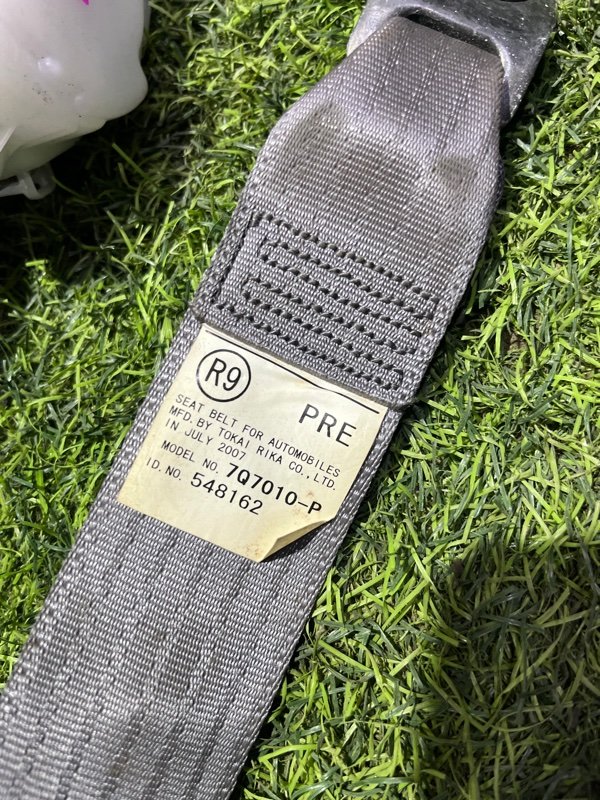 R9
PRE
SEAT BELT FOR AUTOMOBILES
MFD. BY TOKAI RIKA CO., LTD.
IN JULY 2007
MODEL NO. 7Q7010-P
ID. NO. 548162